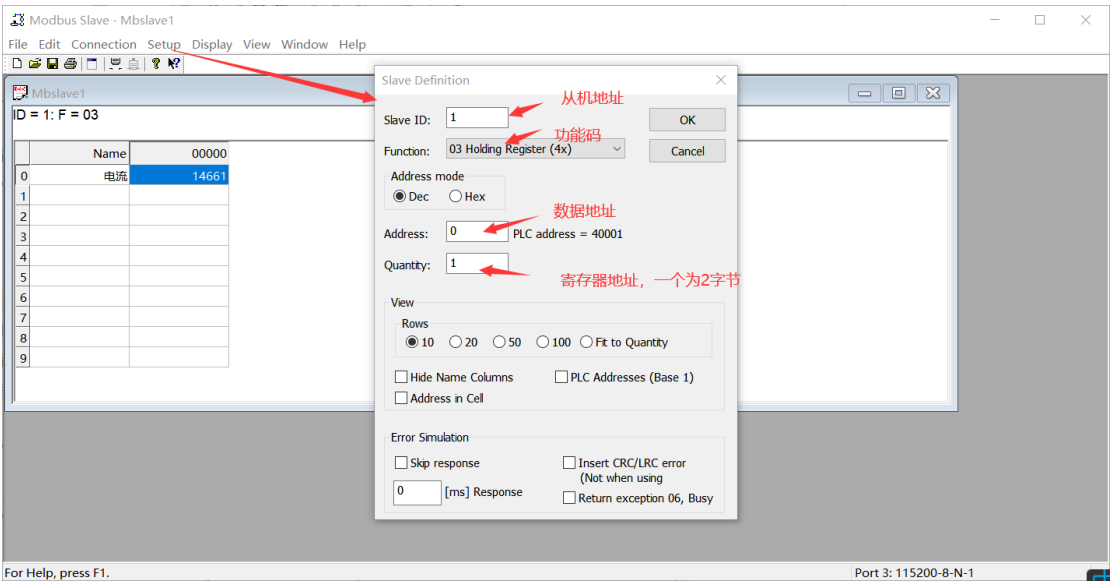 Modbus Slave - Mbslave1
File Edit Connection Setup Display View Window Help
Mbslave1
ID = 1: F = 03
Name 00000
0 电流 14661
1
2
3
4
5
6
7
8
9
Slave Definition
从机地址
Slave ID: 1 OK
功能码
Function: 03 Holding Register (4x) Cancel
Address mode
Dec Hex
数据地址
Address: 0 PLC address = 40001
Quantity: 1
寄存器地址，一个为2字节
View
Rows
10 20 50 100 Fit to Quantity
Hide Name Columns PLC Addresses (Base 1)
Address in Cell
Error Simulation
Skip response Insert CRC/LRC error
(Not when using
0 [ms] Response
Return exception 06, Busy
For Help, press F1. Port 3: 115200-8-N-1